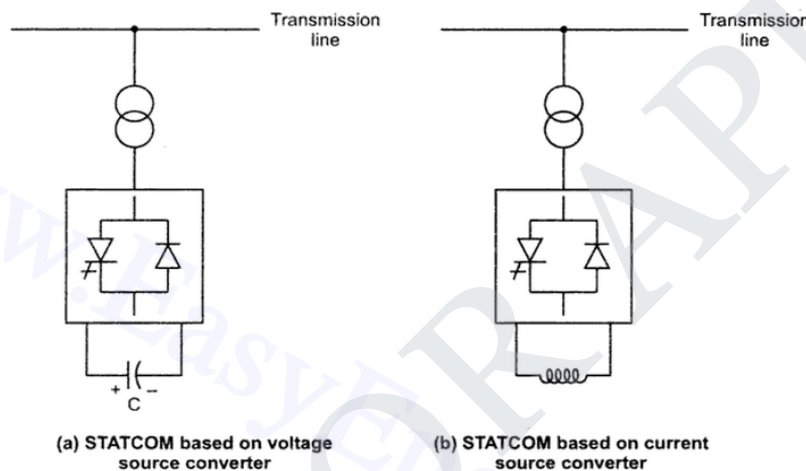 Transmission
line
Transmission
line
+ –
C
(a) STATCOM based on voltage
source converter
(b) STATCOM based on current
source converter